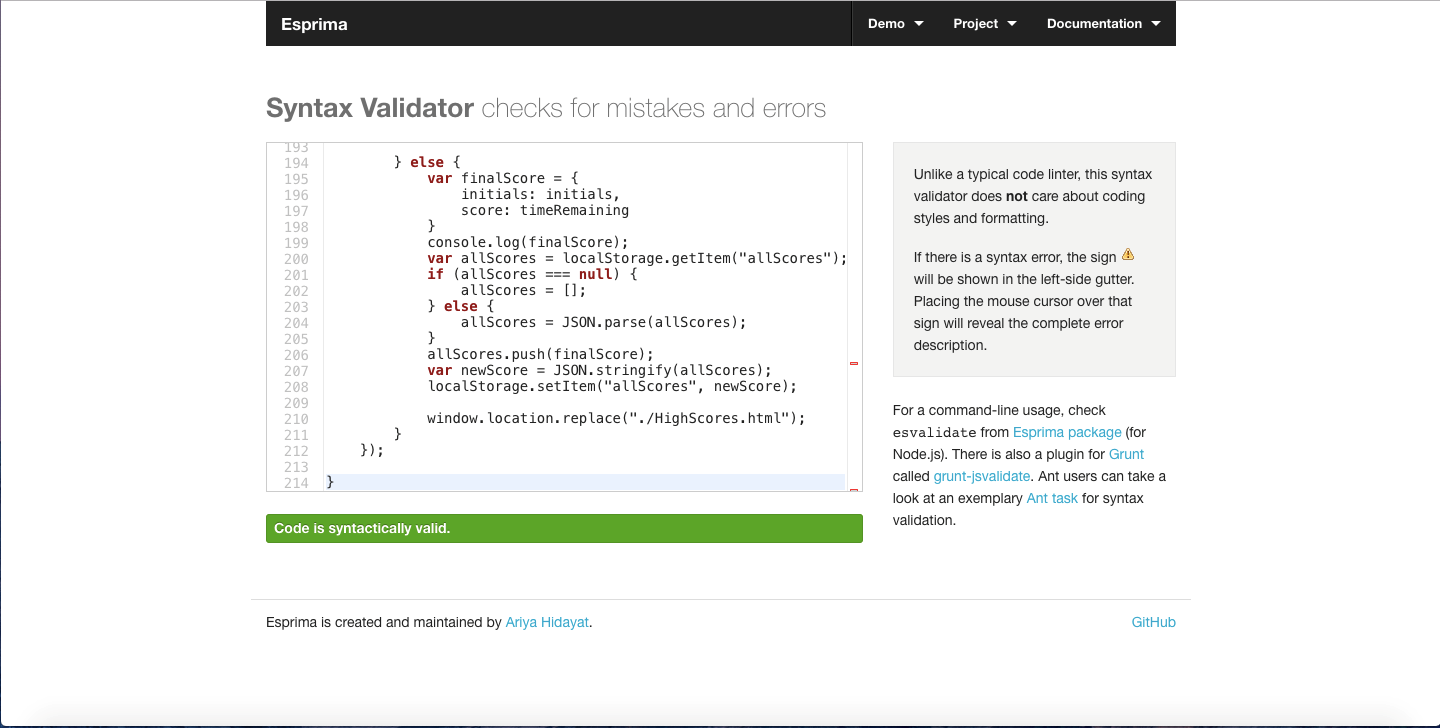 Esprima
Demo
Project
Documentation
Syntax Validator checks for mistakes and errors
193
194 } else {
195 var finalScore = {
196 initials: initials,
197 score: timeRemaining
198 }
199 console.log(finalScore);
200 var allScores = localStorage.getItem("allScores");
201 if (allScores === null) {
202 allScores = [];
203 } else {
204 allScores = JSON.parse(allScores);
205 }
206 allScores.push(finalScore);
207 var newScore = JSON.stringify(allScores);
208 localStorage.setItem("allScores", newScore);
209
210 window.location.replace("./HighScores.html");
211 }
212 });
213
214 }
Code is syntactically valid.
Unlike a typical code linter, this syntax
validator does not care about coding
styles and formatting.
If there is a syntax error, the sign
will be shown in the left-side gutter.
Placing the mouse cursor over that
sign will reveal the complete error
description.
For a command-line usage, check
esvalidate from Esprima package (for
Node.js). There is also a plugin for Grunt
called grunt-jsvalidate. Ant users can take a
look at an exemplary Ant task for syntax
validation.
Esprima is created and maintained by Ariya Hidayat.
GitHub